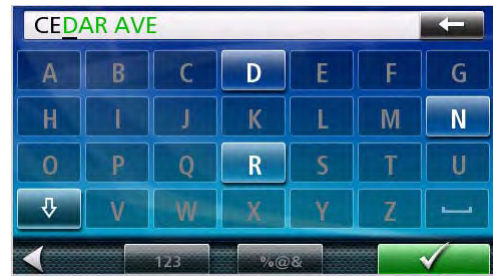 CEDAR AVE
A B C D E F G
H I J K L M N
O P Q R S T U
V W X Y Z
123 %@&